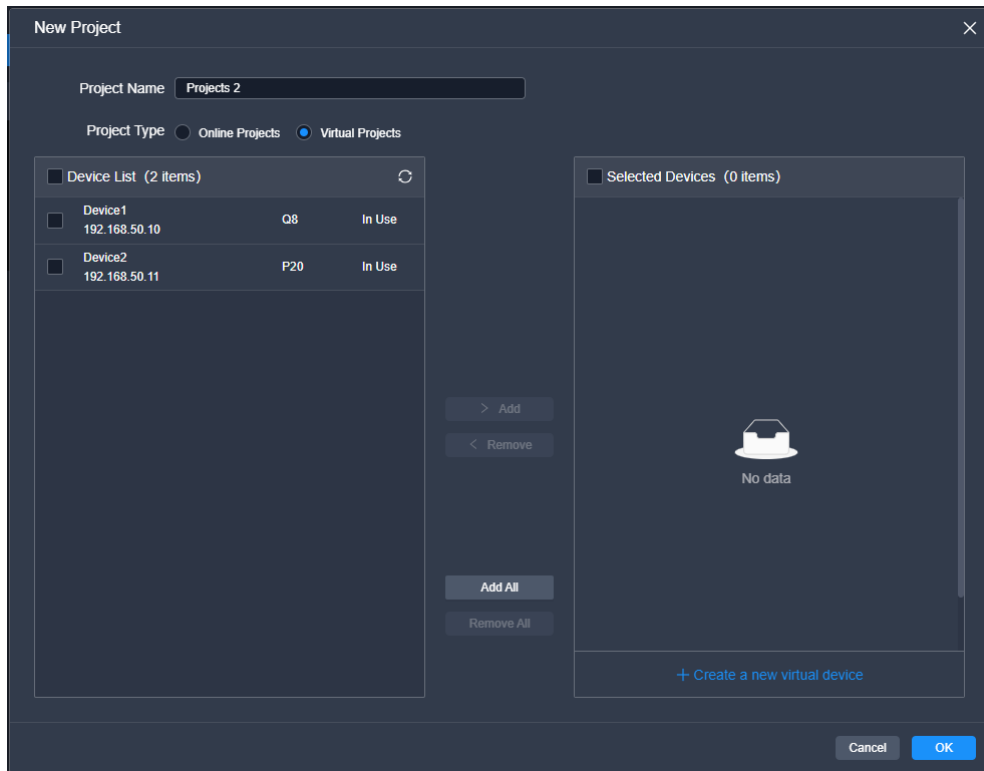 New Project
Project Name Projects 2
Project Type Online Projects Virtual Projects
Device List (2 items)
Device1
192.168.50.10
Q8
In Use
Device2
192.168.50.11
P20
In Use
> Add
< Remove
Add All
Remove All
Selected Devices (0 items)
No data
+ Create a new virtual device
Cancel
OK